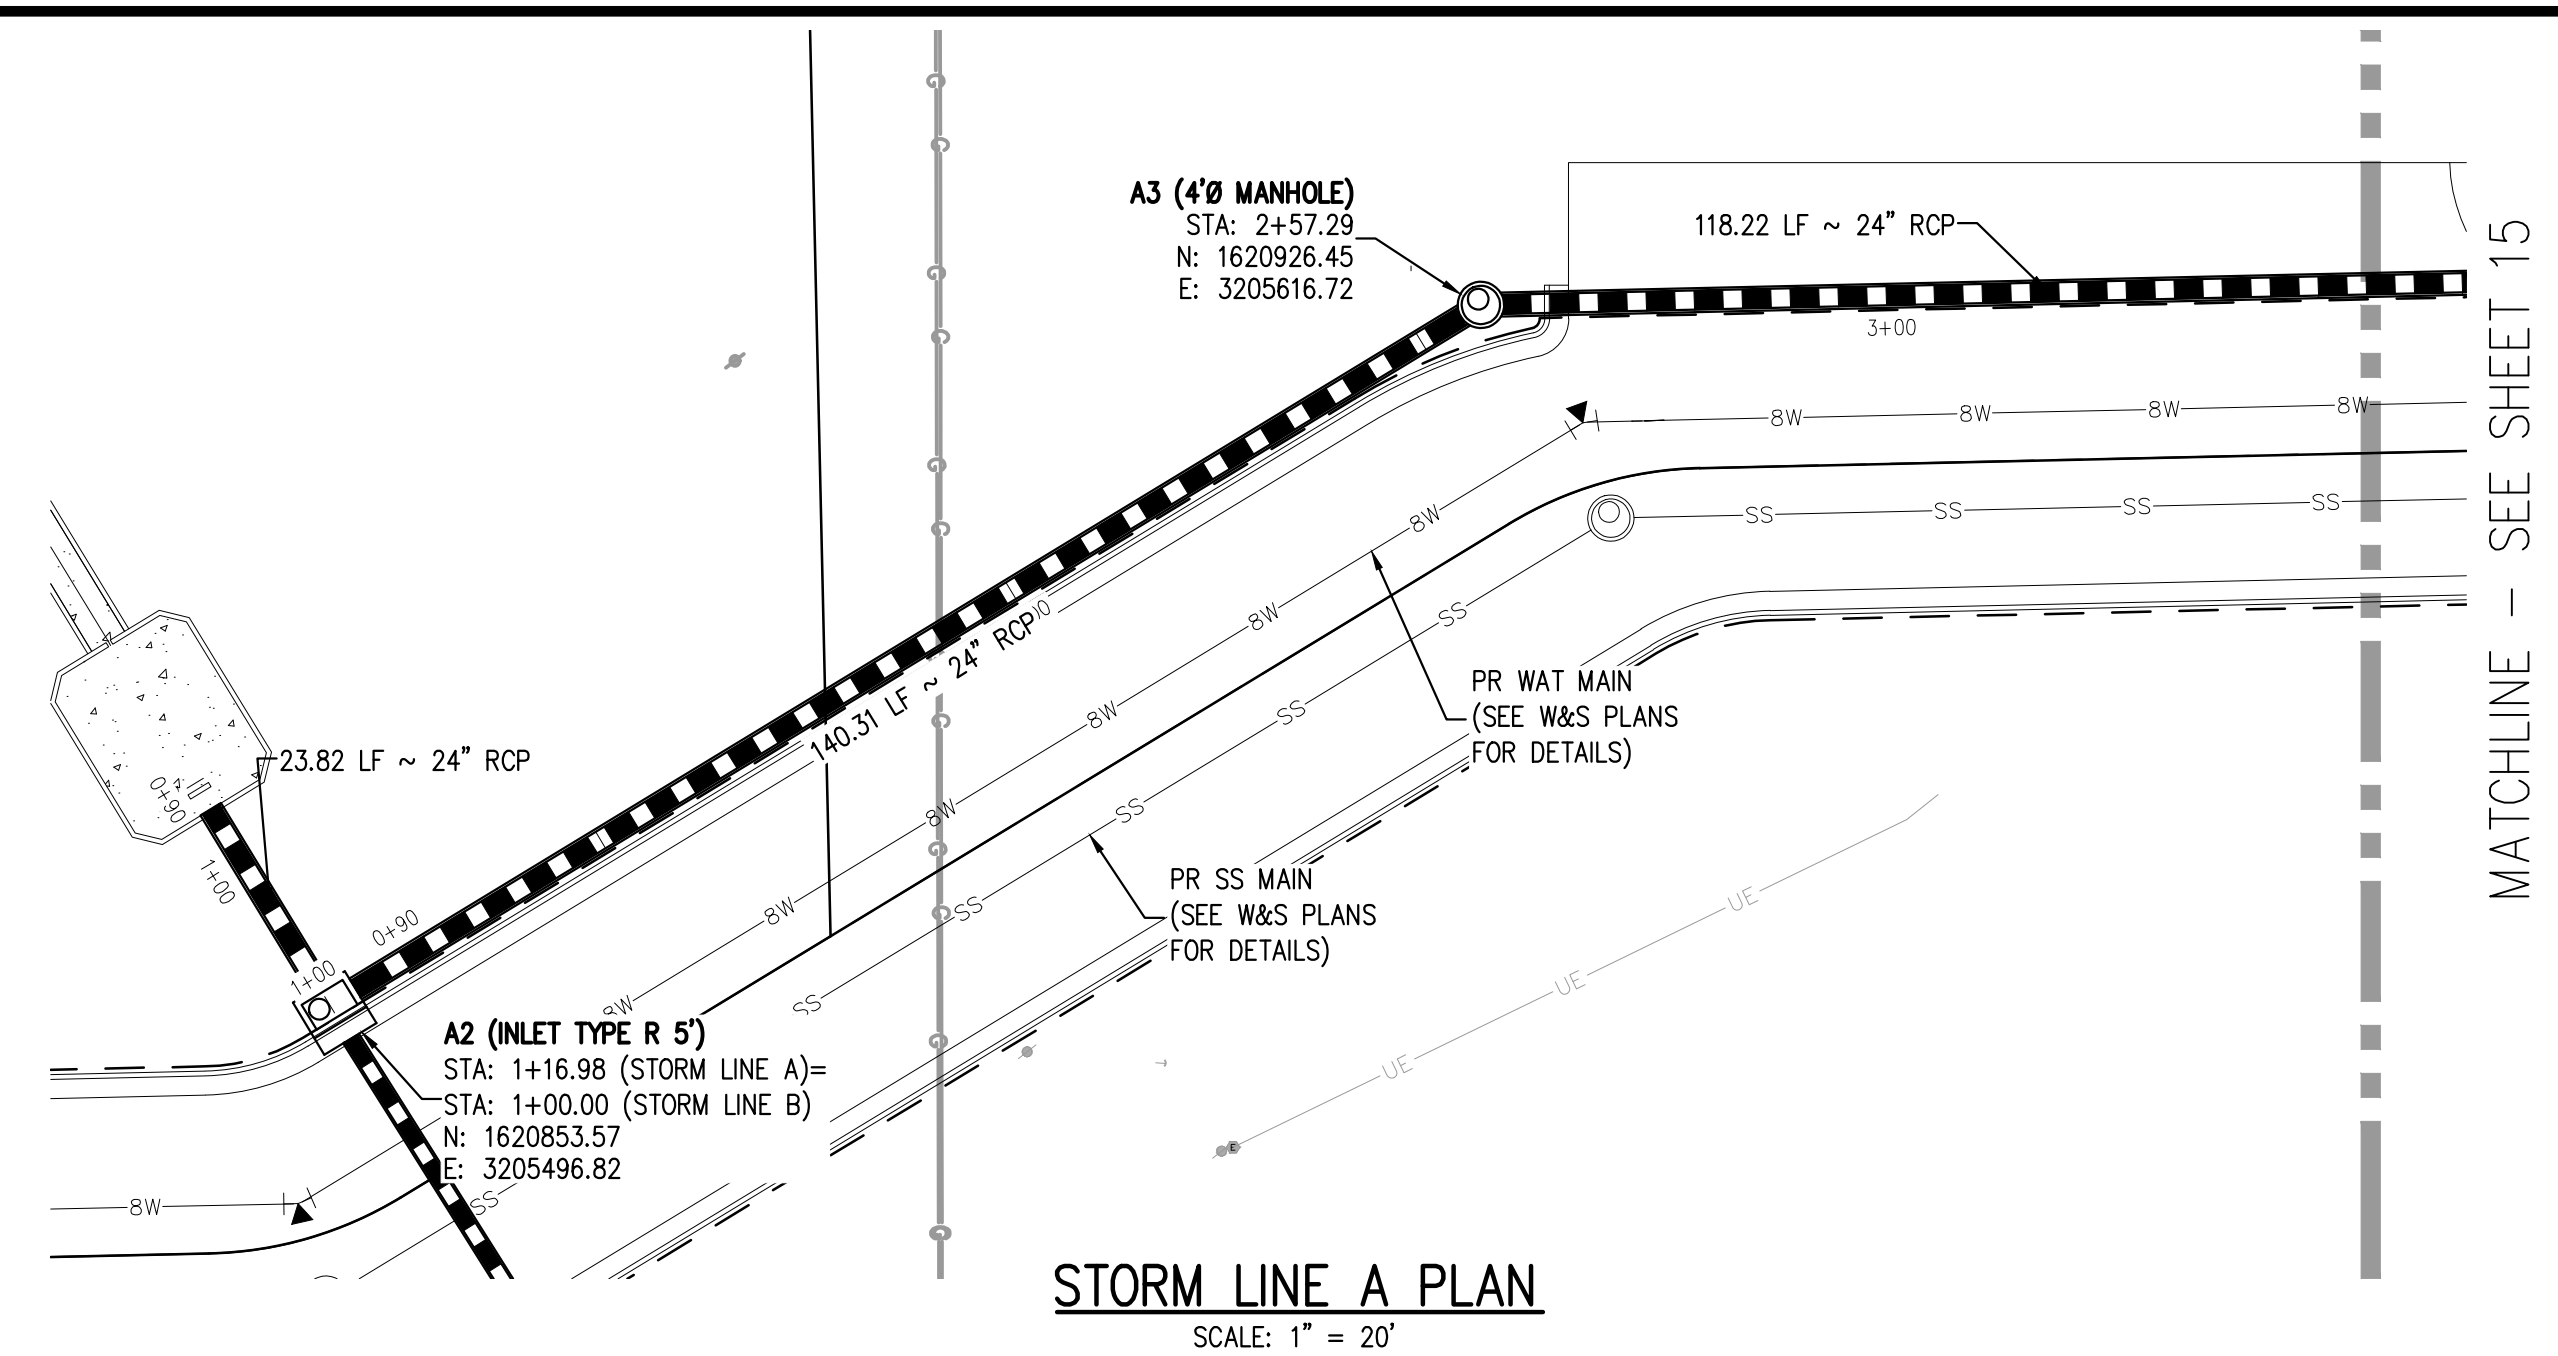 A3 (4'Ø MANHOLE)
STA: 2+57.29
N: 1620926.45
E: 3205616.72
118.22 LF ~ 24" RCP
3+00
MATCHLINE - SEE SHEET 15
G
G
G
G
G
G
G
G
G
G
G
G
8W
8W
8W
8W
SS
SS
SS
SS
8W
8W
8W
8W
8W
8W
SS
SS
SS
SS
SS
140.31 LF ~ 24" RCP
23.82 LF ~ 24" RCP
0+90
1+00
0+90
1+00
PR WAT MAIN
(SEE W&S PLANS
FOR DETAILS)
PR SS MAIN
(SEE W&S PLANS
FOR DETAILS)
UE
UE
UE
E
A2 (INLET TYPE R 5')
STA: 1+16.98 (STORM LINE A)=
STA: 1+00.00 (STORM LINE B)
N: 1620853.57
E: 3205496.82
8W
SS
STORM LINE A PLAN
SCALE: 1" = 20'